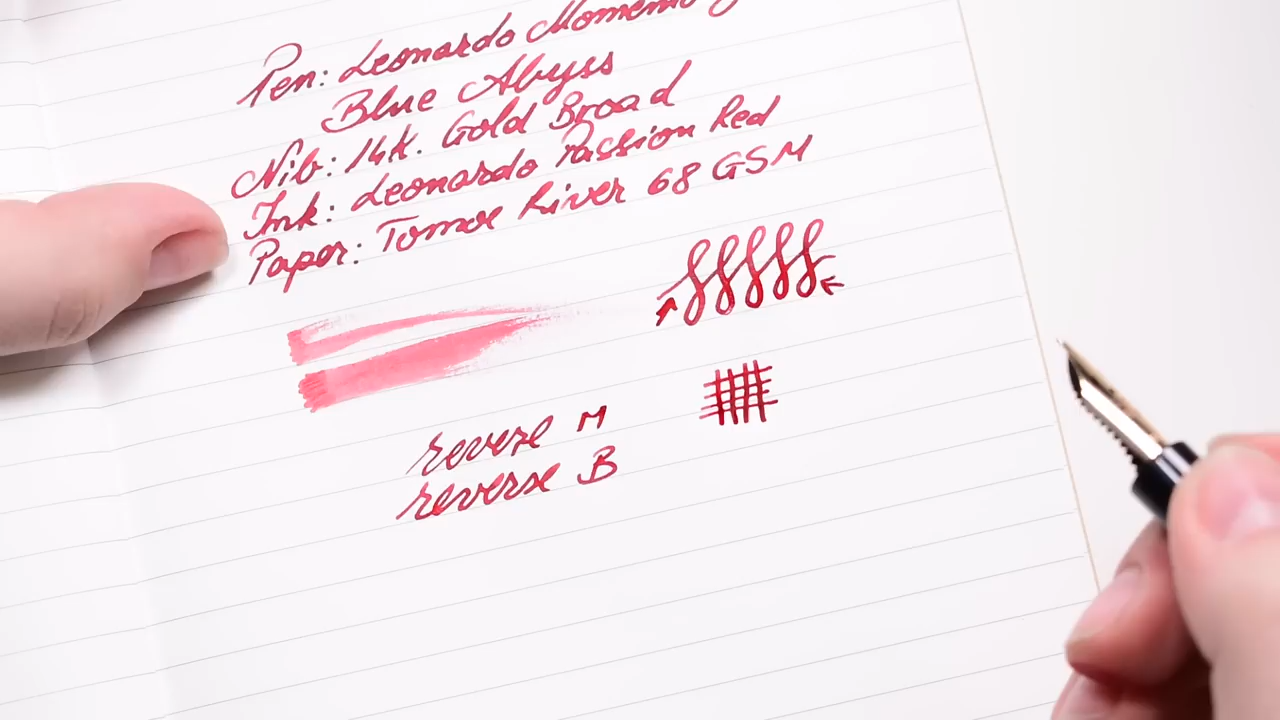 Pen: Leonardo Momento
Blue Abyss
Nib: 14k. Gold Broad
Ink: Leonardo Passion Red
Paper: Tomoe River 68 GSM
reverse M
reverse B